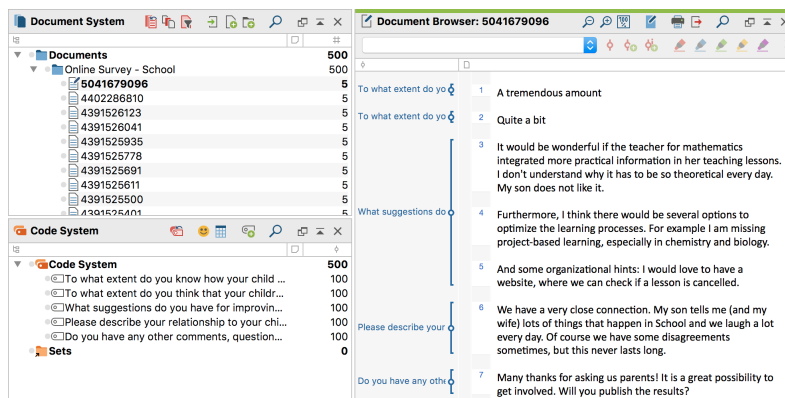 Document System
#
Documents 500
Online Survey - School 500
5041679096 5
4402286810 5
4391526123 5
4391526041 5
4391525935 5
4391525778 5
4391525691 5
4391525611 5
4391525500 5
4391525401 5
Code System
Code System 500
To what extent do you know how your child ... 100
To what extent do you think that your childr... 100
What suggestions do you have for improvin... 100
Please describe your relationship to your chi... 100
Do you have any other comments, question... 100
Sets 0
Document Browser: 5041679096
100%
To what extent do yo
1 A tremendous amount
To what extent do yo
2 Quite a bit
3 It would be wonderful if the teacher for mathematics
integrated more practical information in her teaching lessons.
I don't understand why it has to be so theoretical every day.
My son does not like it.
What suggestions do
4 Furthermore, I think there would be several options to
optimize the learning processes. For example I am missing
project-based learning, especially in chemistry and biology.
5 And some organizational hints: I would love to have a
website, where we can check if a lesson is cancelled.
6 We have a very close connection. My son tells me (and my
wife) lots of things that happen in School and we laugh a lot
Please describe your
every day. Of course we have some disagreements
sometimes, but this never lasts long.
Do you have any othe
7 Many thanks for asking us parents! It is a great possibility to
get involved. Will you publish the results?